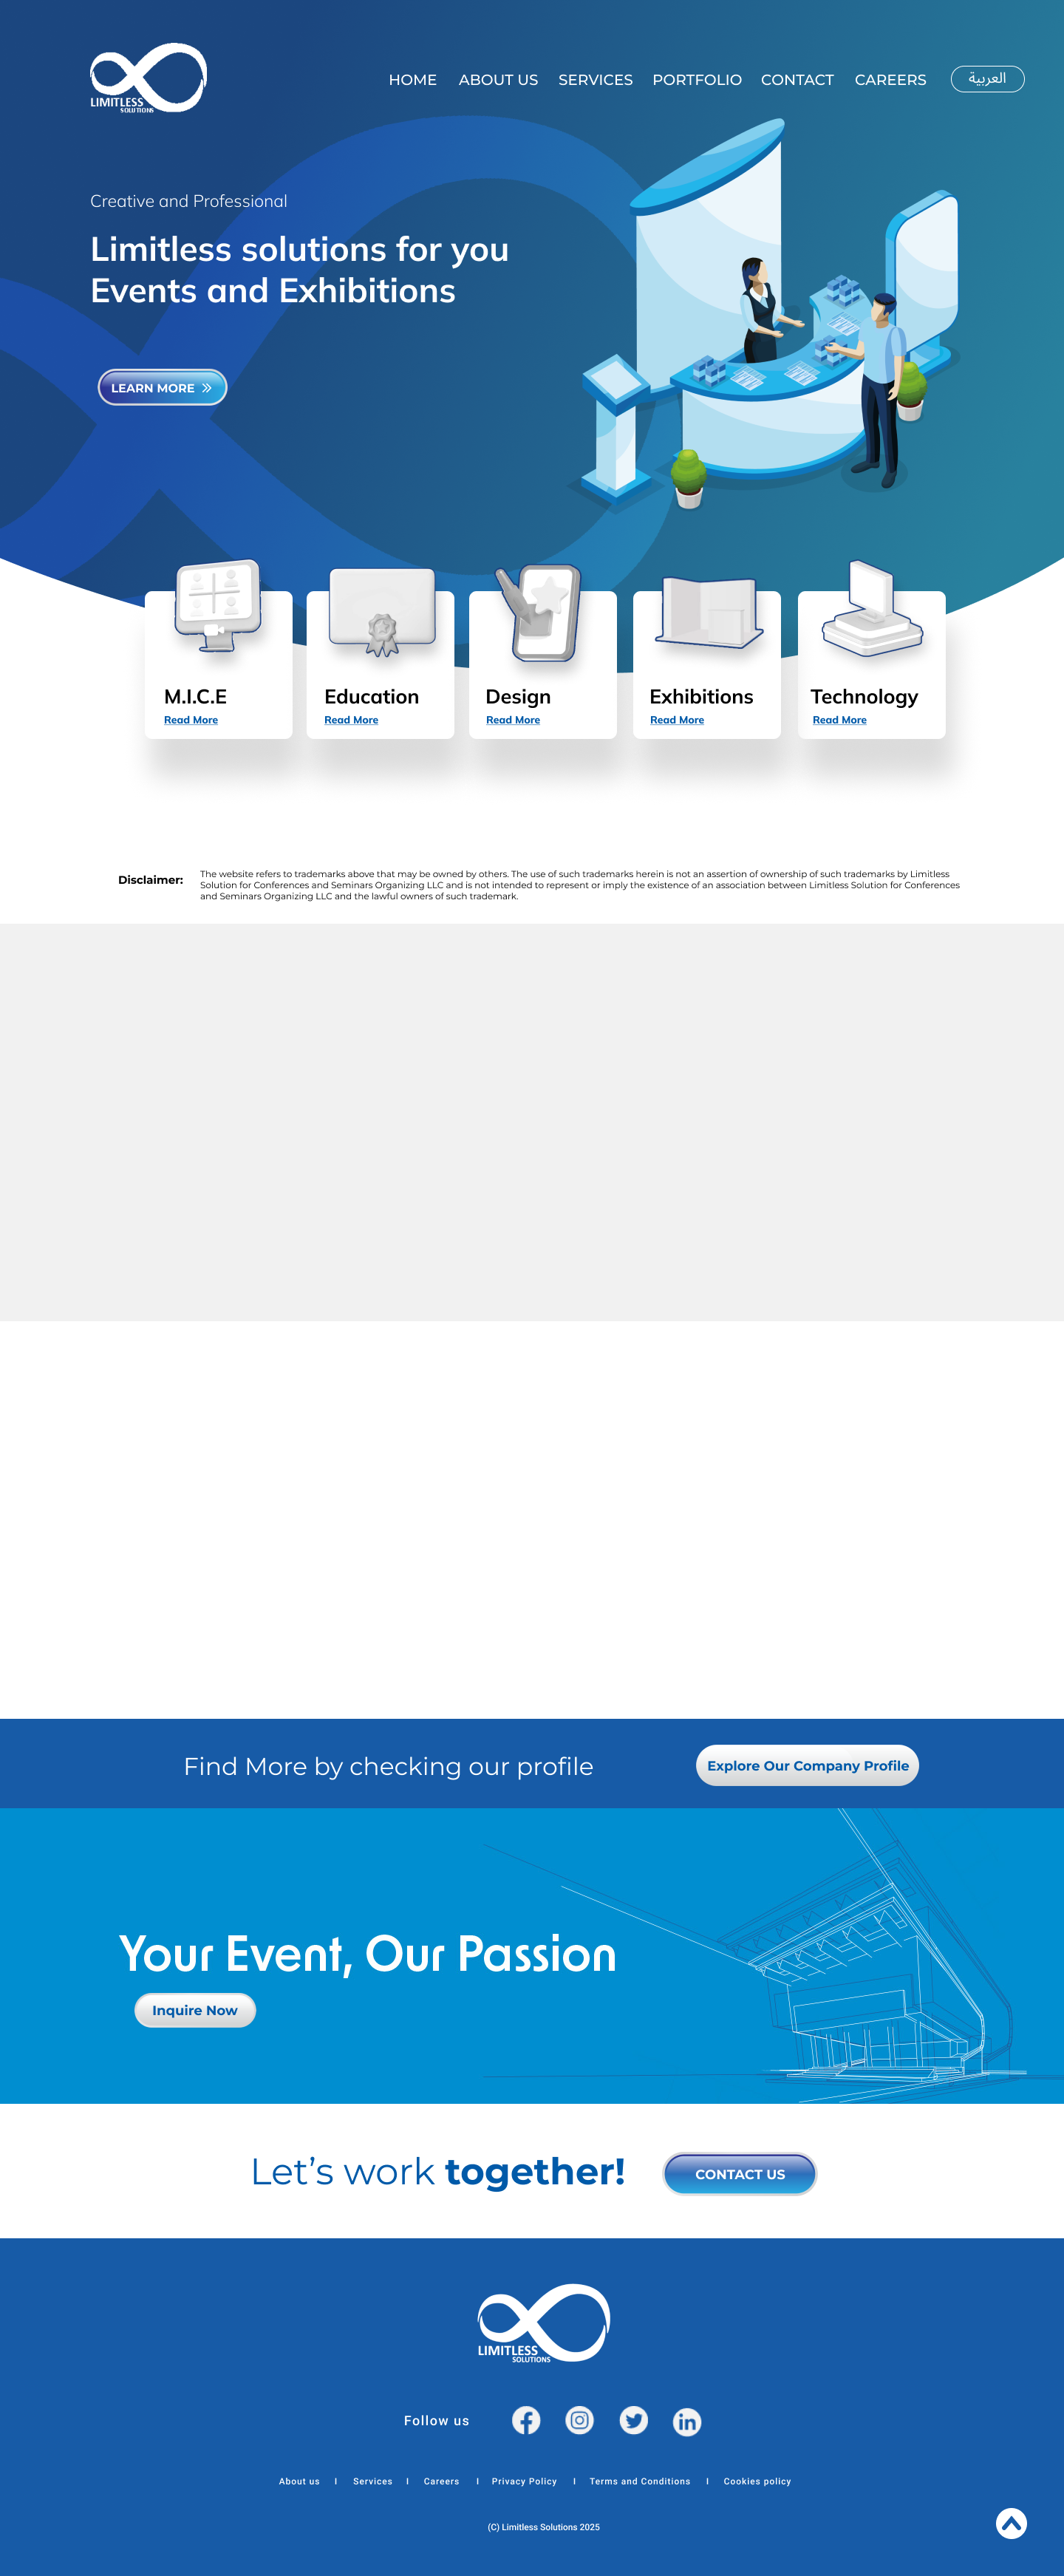 LIMITLESS
SOLUTIONS
HOME ABOUT US SERVICES PORTFOLIO CONTACT CAREERS العربية
Creative and Professional
Limitless solutions for you
Events and Exhibitions
LEARN MORE
M.I.C.E Education Design Exhibitions Technology
Read More Read More Read More Read More Read More
Disclaimer:
The website refers to trademarks above that may be owned by others. The use of such trademarks herein is not an assertion of ownership of such trademarks by Limitless
Solution for Conferences and Seminars Organizing LLC and is not intended to represent or imply the existence of an association between Limitless Solution for Conferences
and Seminars Organizing LLC and the lawful owners of such trademark.
Find More by checking our profile Explore Our Company Profile
Your Event, Our Passion
Inquire Now
Let’s work together! CONTACT US
LIMITLESS
SOLUTIONS
Follow us
About us I Services I Careers I Privacy Policy I Terms and Conditions I Cookies policy
(C) Limitless Solutions 2025